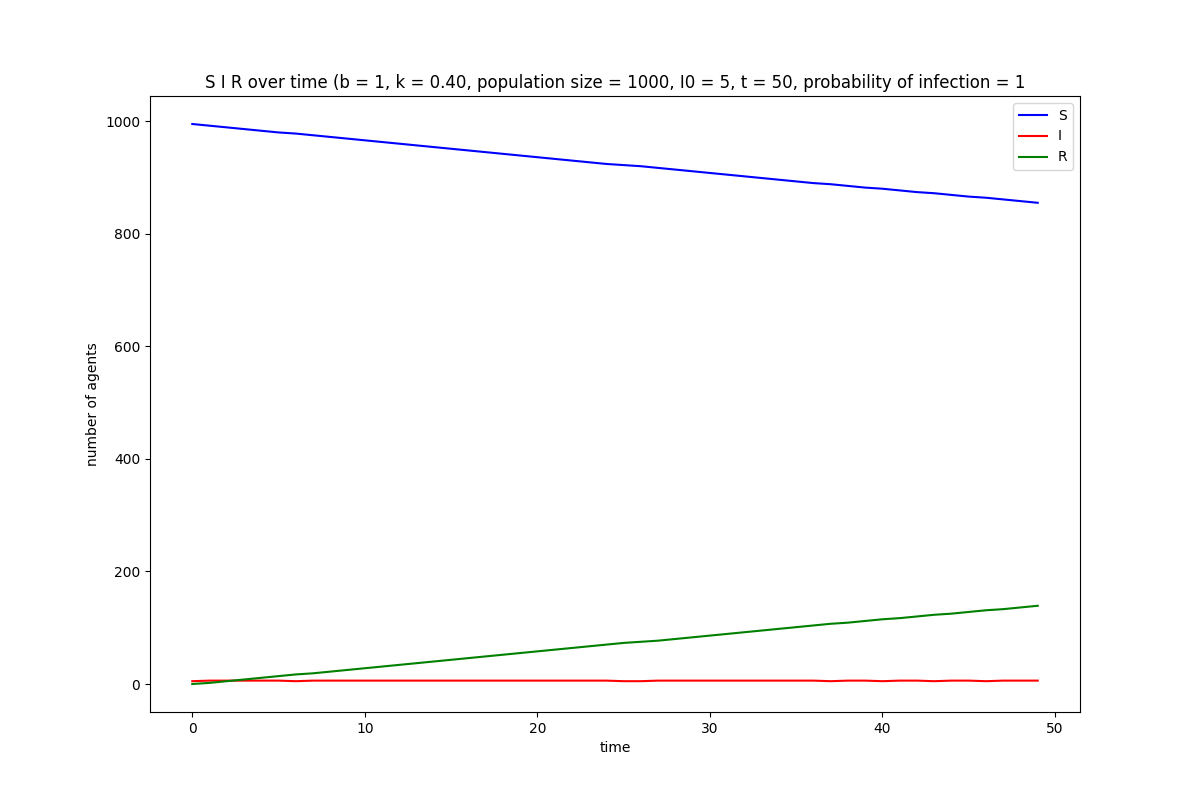 S I R over time (b = 1, k = 0.40, population size = 1000, I0 = 5, t = 50, probability of infection = 1
S
I
R
1000
800
600
400
200
0
number of agents
0 10 20 30 40 50
time